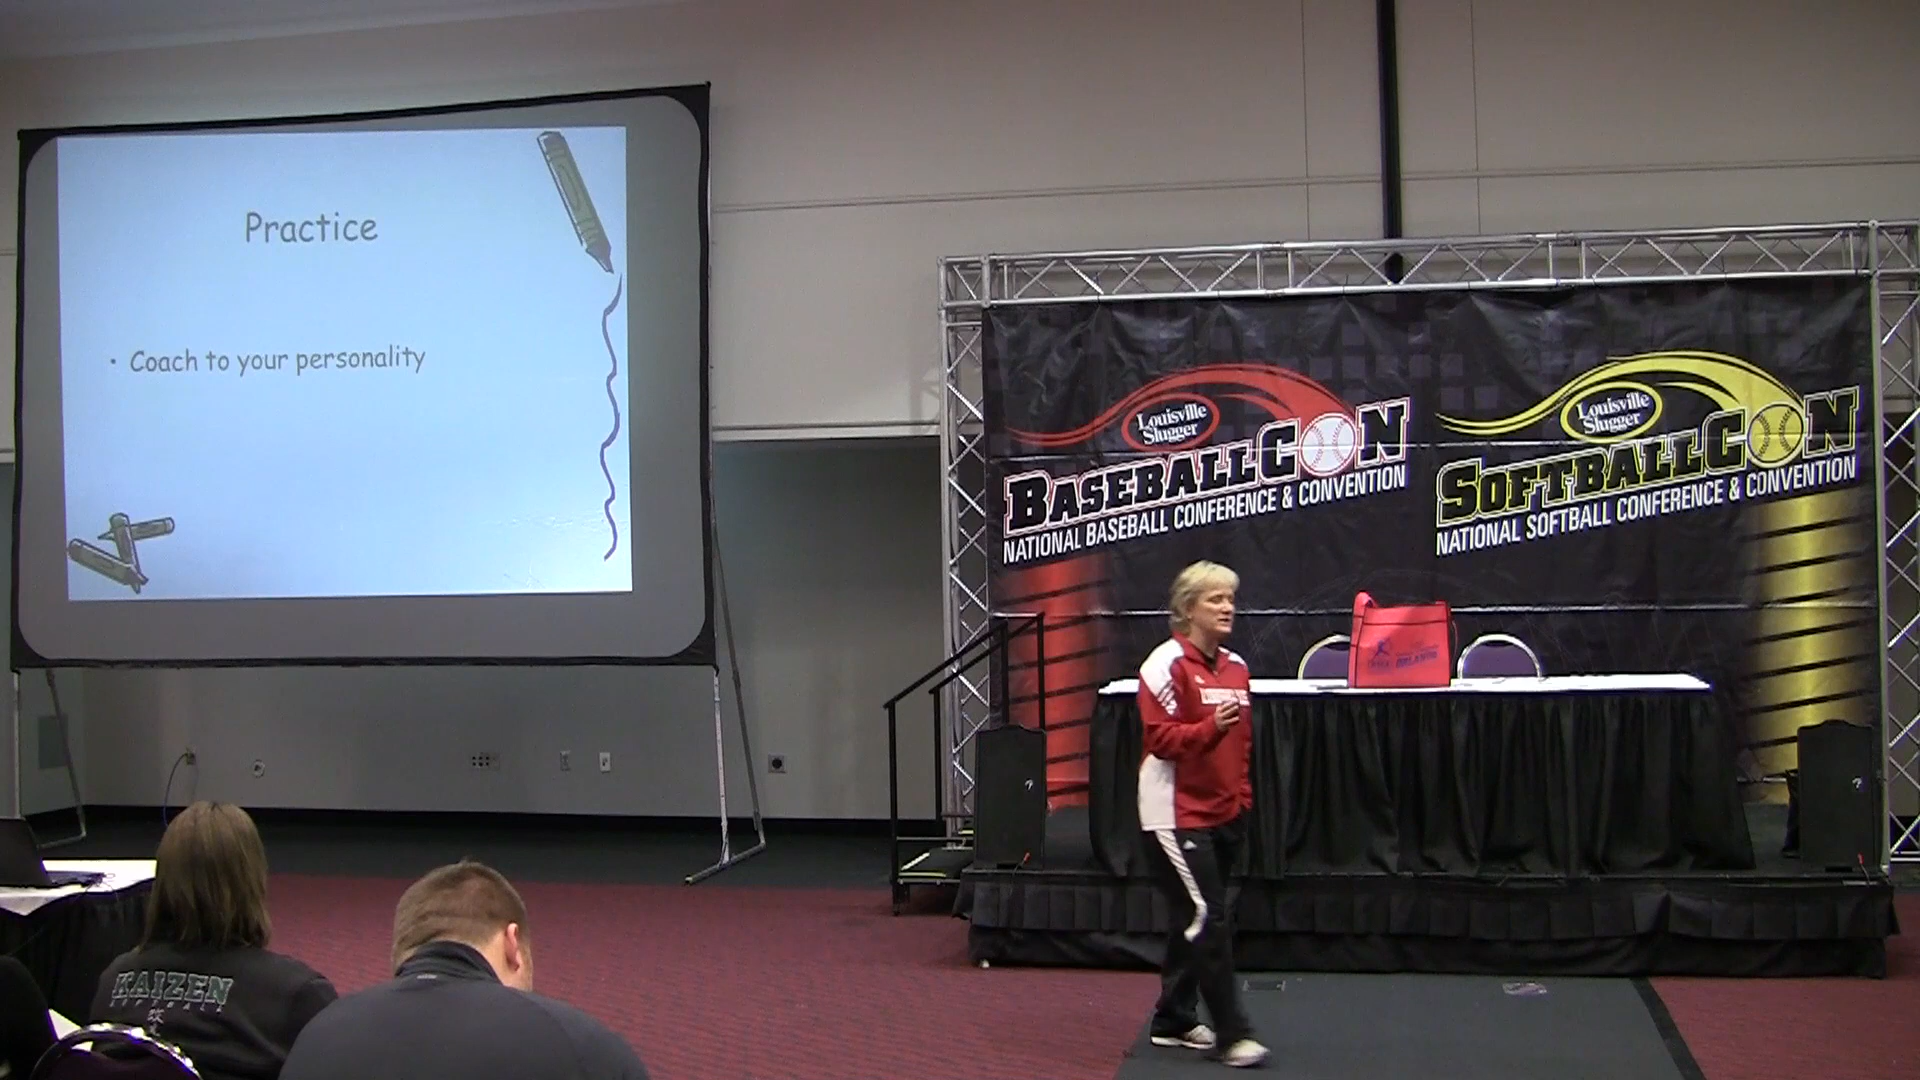 Practice
• Coach to your personality
Louisville
Slugger
BASEBALLCON
NATIONAL BASEBALL CONFERENCE & CONVENTION
Louisville
Slugger
SOFTBALLCON
NATIONAL SOFTBALL CONFERENCE & CONVENTION
ORLANDO
KAIZEN